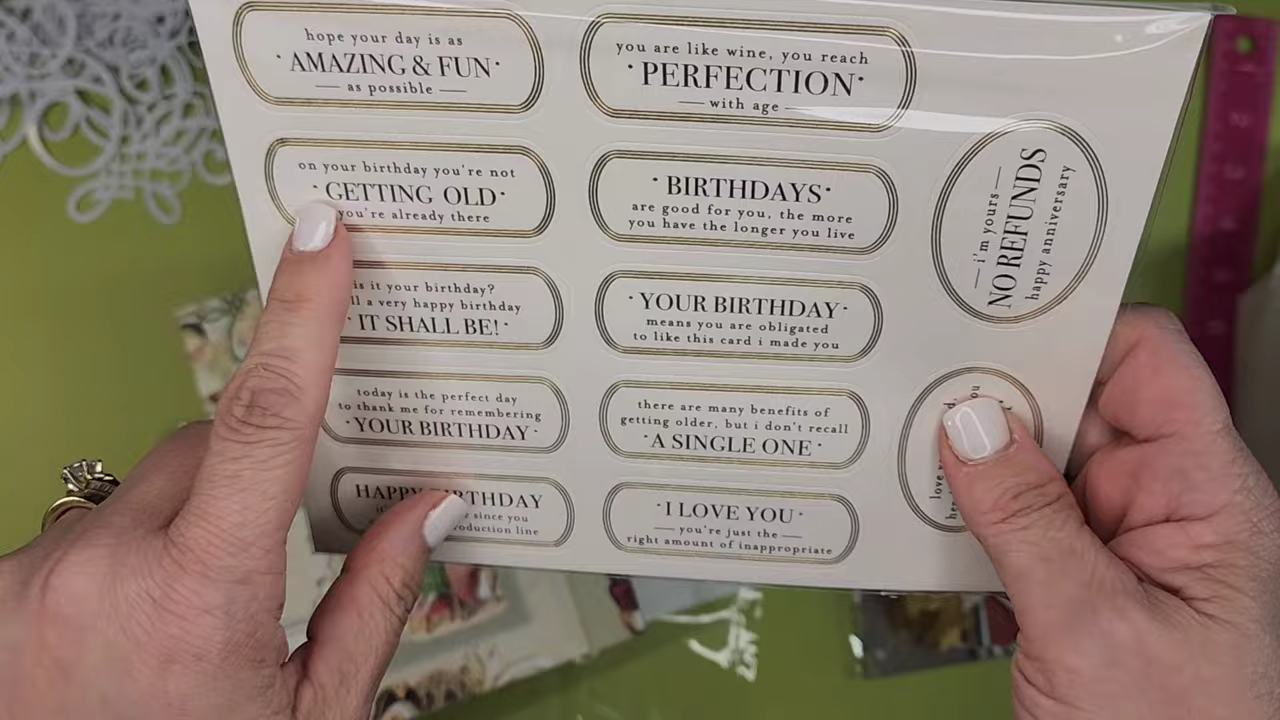 hope your day is as
· AMAZING & FUN ·
— as possible —
you are like wine, you reach
· PERFECTION ·
— with age —
on your birthday you're not
· GETTING OLD ·
you're already there
· BIRTHDAYS ·
are good for you, the more
you have the longer you live
— i'm yours —
NO REFUNDS
happy anniversary
is it your birthday?
a very happy birthday
· IT SHALL BE! ·
· YOUR BIRTHDAY ·
means you are obligated
to like this card i made you
today is the perfect day
to thank me for remembering
· YOUR BIRTHDAY ·
there are many benefits of
getting older, but i don't recall
· A SINGLE ONE ·
love
HAPPY BIRTHDAY
since you
line
· I LOVE YOU ·
— you're just the —
right amount of inappropriate